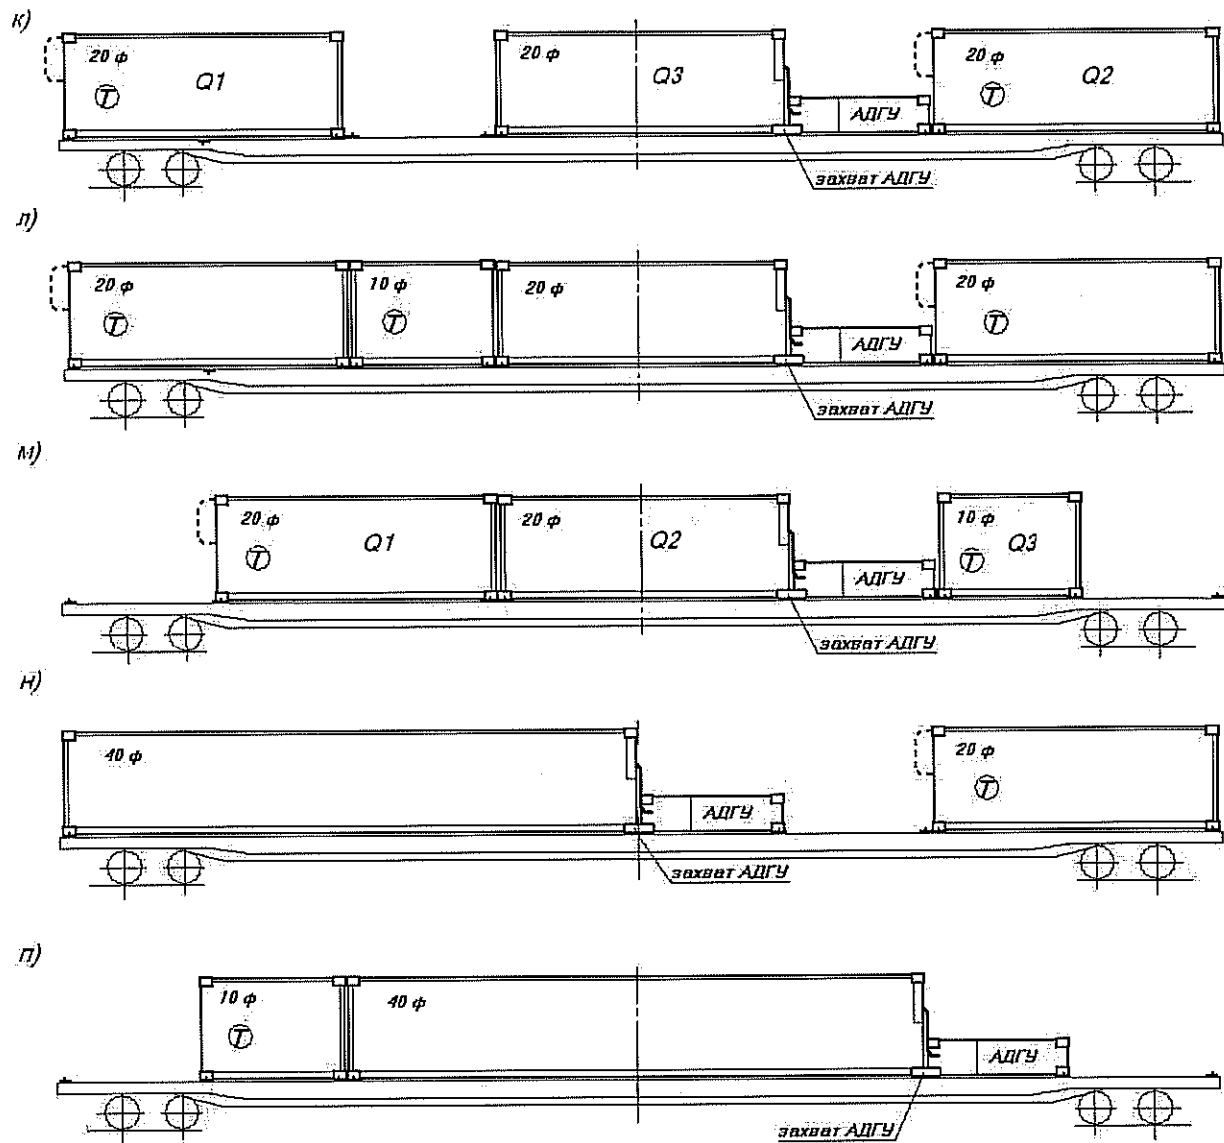 к)
20 ф
Т
Q1
20 ф
Q3
АДГУ
20 ф
Т
Q2
захват АДГУ
л)
20 ф
Т
10 ф
Т
20 ф
АДГУ
20 ф
Т
захват АДГУ
м)
20 ф
Т
Q1
20 ф
Q2
АДГУ
10 ф
Т
Q3
захват АДГУ
н)
40 ф
АДГУ
20 ф
Т
захват АДГУ
п)
10 ф
Т
40 ф
АДГУ
захват АДГУ